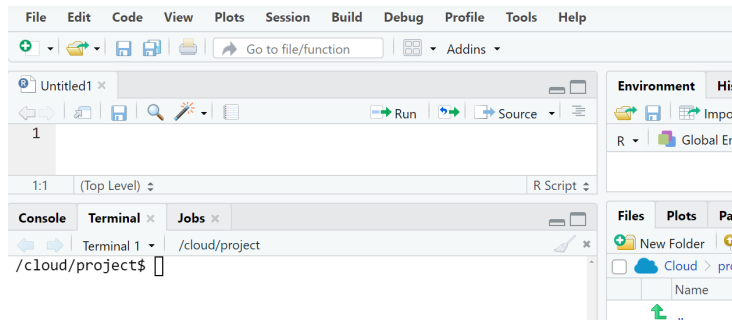 File Edit Code View Plots Session Build Debug Profile Tools Help
Go to file/function Addins
Untitled1
Run Source
1
1:1 (Top Level) R Script
Console Terminal Jobs
Terminal 1 /cloud/project
/cloud/project$
Environment
R
Files Plots
New Folder
Cloud
Name